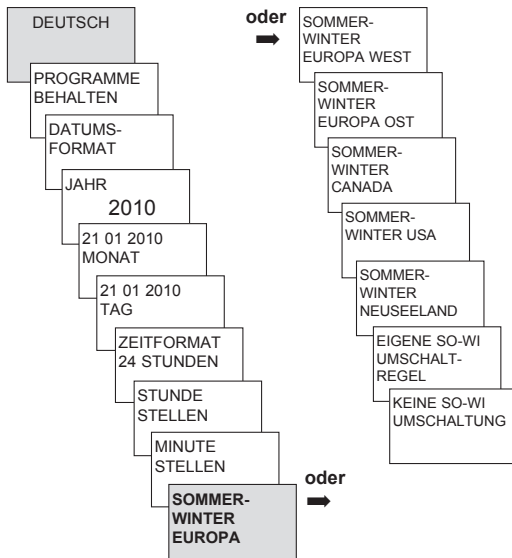 DEUTSCH
PROGRAMME
BEHALTEN
DATUMS-
FORMAT
JAHR
2010
21 01 2010
MONAT
21 01 2010
TAG
ZEITFORMAT
24 STUNDEN
STUNDE
STELLEN
MINUTE
STELLEN
SOMMER-
WINTER
EUROPA
oder
oder
SOMMER-
WINTER
EUROPA WEST
SOMMER-
WINTER
EUROPA OST
SOMMER-
WINTER
CANADA
SOMMER-
WINTER USA
SOMMER-
WINTER
NEUSEELAND
EIGENE SO-WI
UMSCHALT-
REGEL
KEINE SO-WI
UMSCHALTUNG